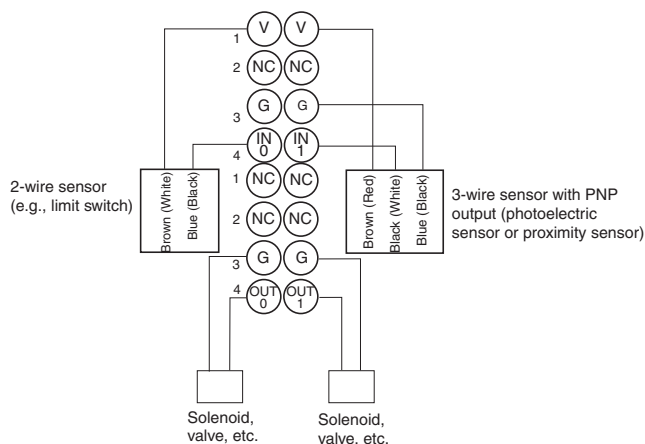 1 V V
2 NC NC
3 G G
4 IN 0 IN 1
1 NC NC
2 NC NC
3 G G
4 OUT 0 OUT 1
2-wire sensor
(e.g., limit switch)
Brown (White)
Blue (Black)
Brown (Red)
Black (White)
Blue (Black)
3-wire sensor with PNP
output (photoelectric
sensor or proximity sensor)
Solenoid,
valve, etc.
Solenoid,
valve, etc.